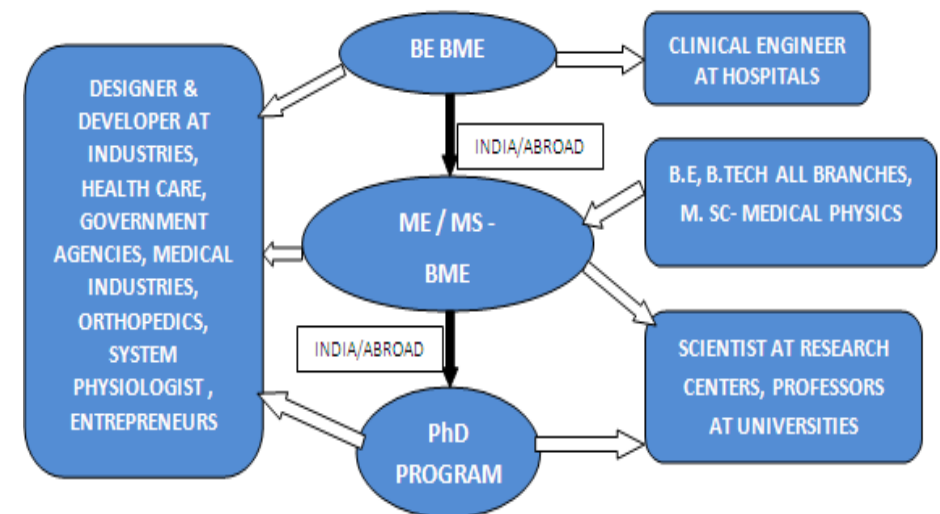 BE BME
CLINICAL ENGINEER
AT HOSPITALS
DESIGNER &
DEVELOPER AT
INDUSTRIES,
HEALTH CARE,
GOVERNMENT
AGENCIES, MEDICAL
INDUSTRIES,
ORTHOPEDICS,
SYSTEM
PHYSIOLOGIST ,
ENTREPRENEURS
INDIA/ABROAD
B.E, B.TECH ALL BRANCHES,
M. SC- MEDICAL PHYSICS
ME / MS -
BME
INDIA/ABROAD
SCIENTIST AT RESEARCH
CENTERS, PROFESSORS
AT UNIVERSITIES
PhD
PROGRAM